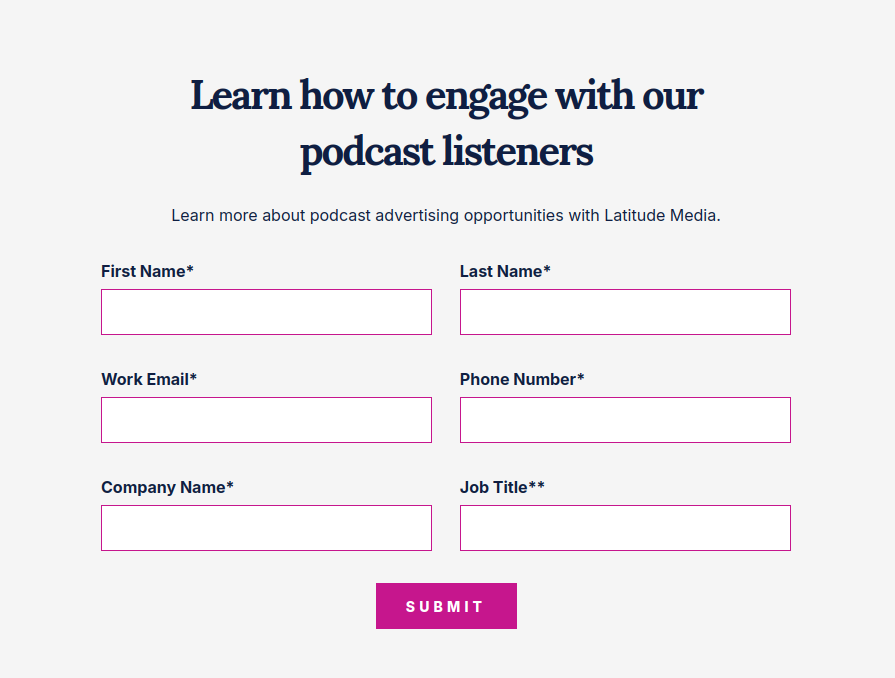 Learn how to engage with our
podcast listeners
Learn more about podcast advertising opportunities with Latitude Media.
First Name*
Last Name*
Work Email*
Phone Number*
Company Name*
Job Title**
SUBMIT